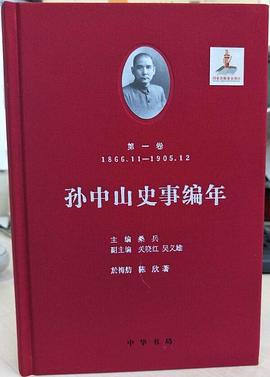 第一卷
1866.11—1905.12
孙中山史事编年
主编 桑兵
副主编 关晓红 吴义雄
於梅舫 陈欣 著
中华书局